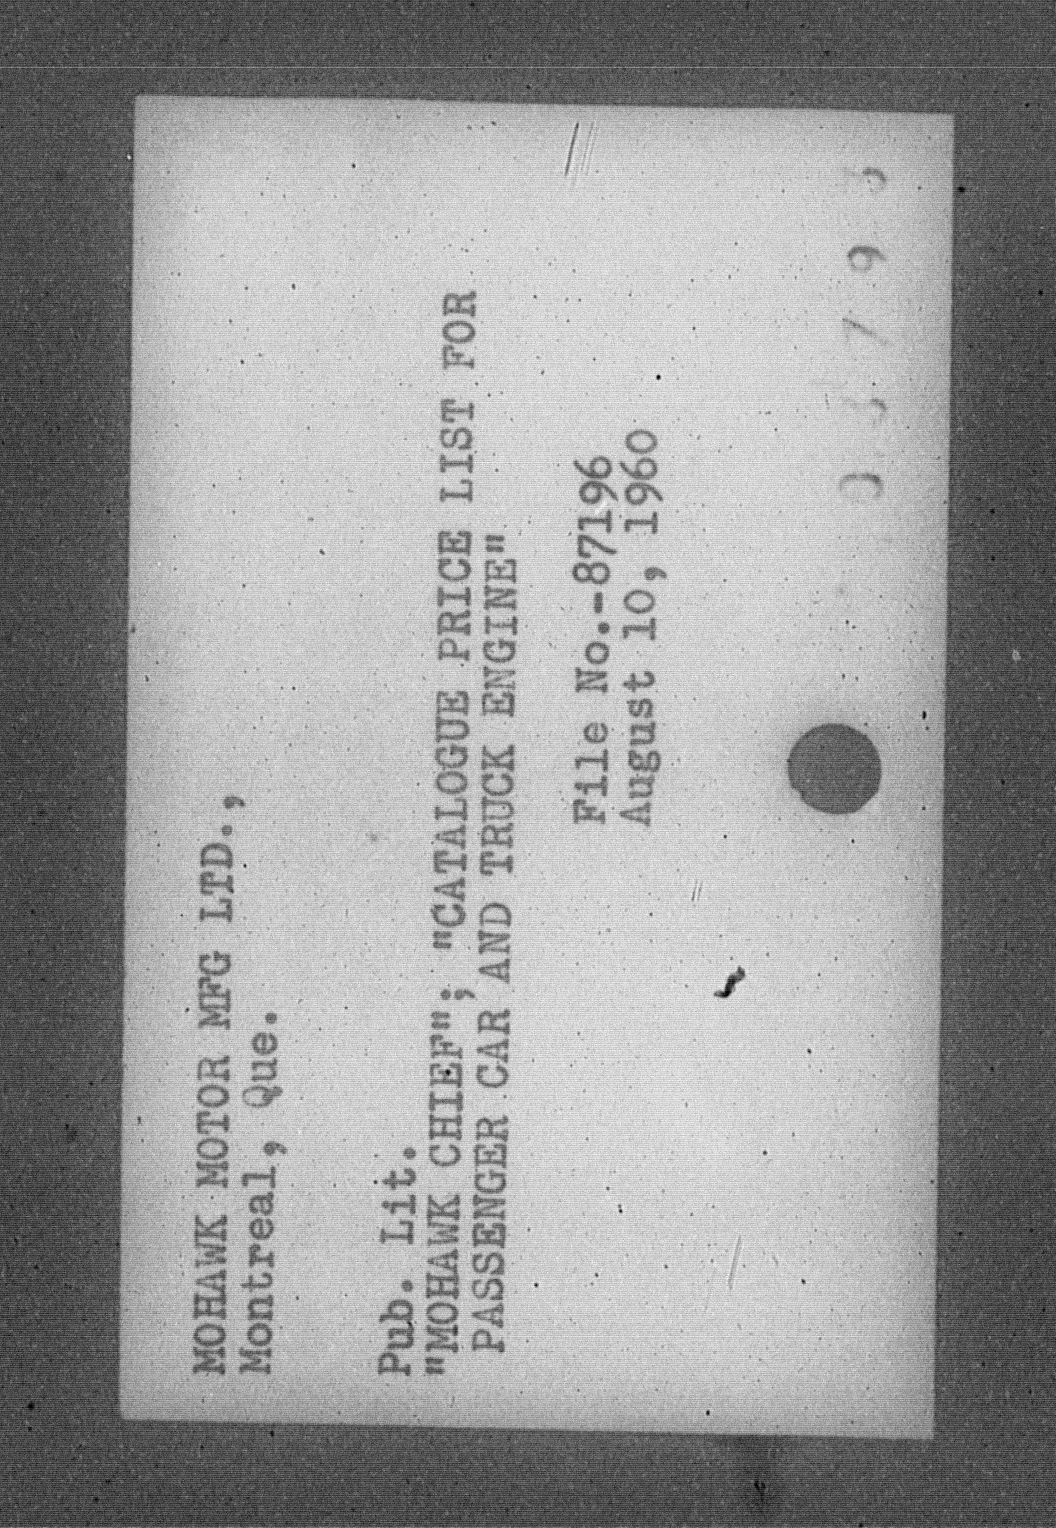 MOHAWK MOTOR MFG LTD.,
Montreal, Que.
Pub. Lit.
"MOHAWK CHIEF"; "CATALOGUE PRICE LIST FOR
PASSENGER CAR AND TRUCK ENGINE"
File No.-87196
August 10, 1960